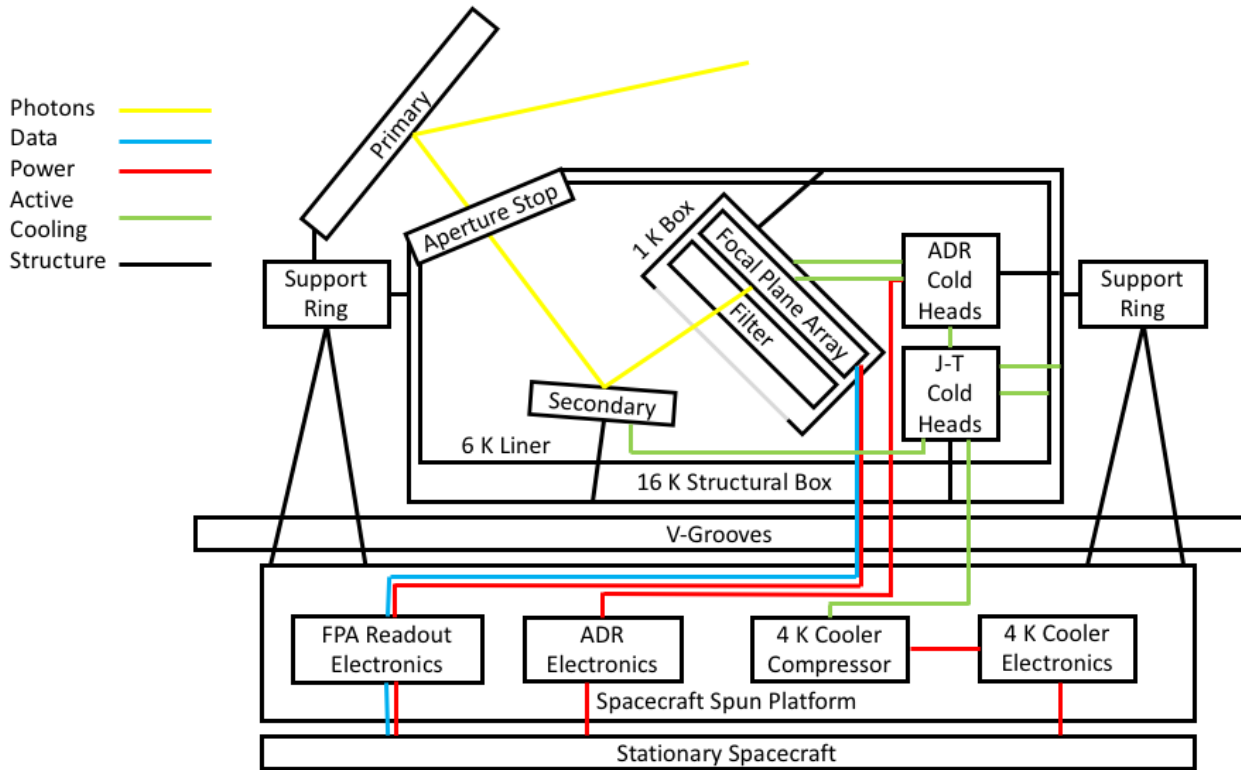 Photons
Data
Power
Active
Cooling
Structure
Primary
Aperture Stop
Support
Ring
1 K Box
Focal Plane Array
Filter
ADR
Cold
Heads
Support
Ring
J-T
Cold
Heads
Secondary
6 K Liner
16 K Structural Box
V-Grooves
FPA Readout
Electronics
ADR
Electronics
4 K Cooler
Compressor
4 K Cooler
Electronics
Spacecraft Spun Platform
Stationary Spacecraft